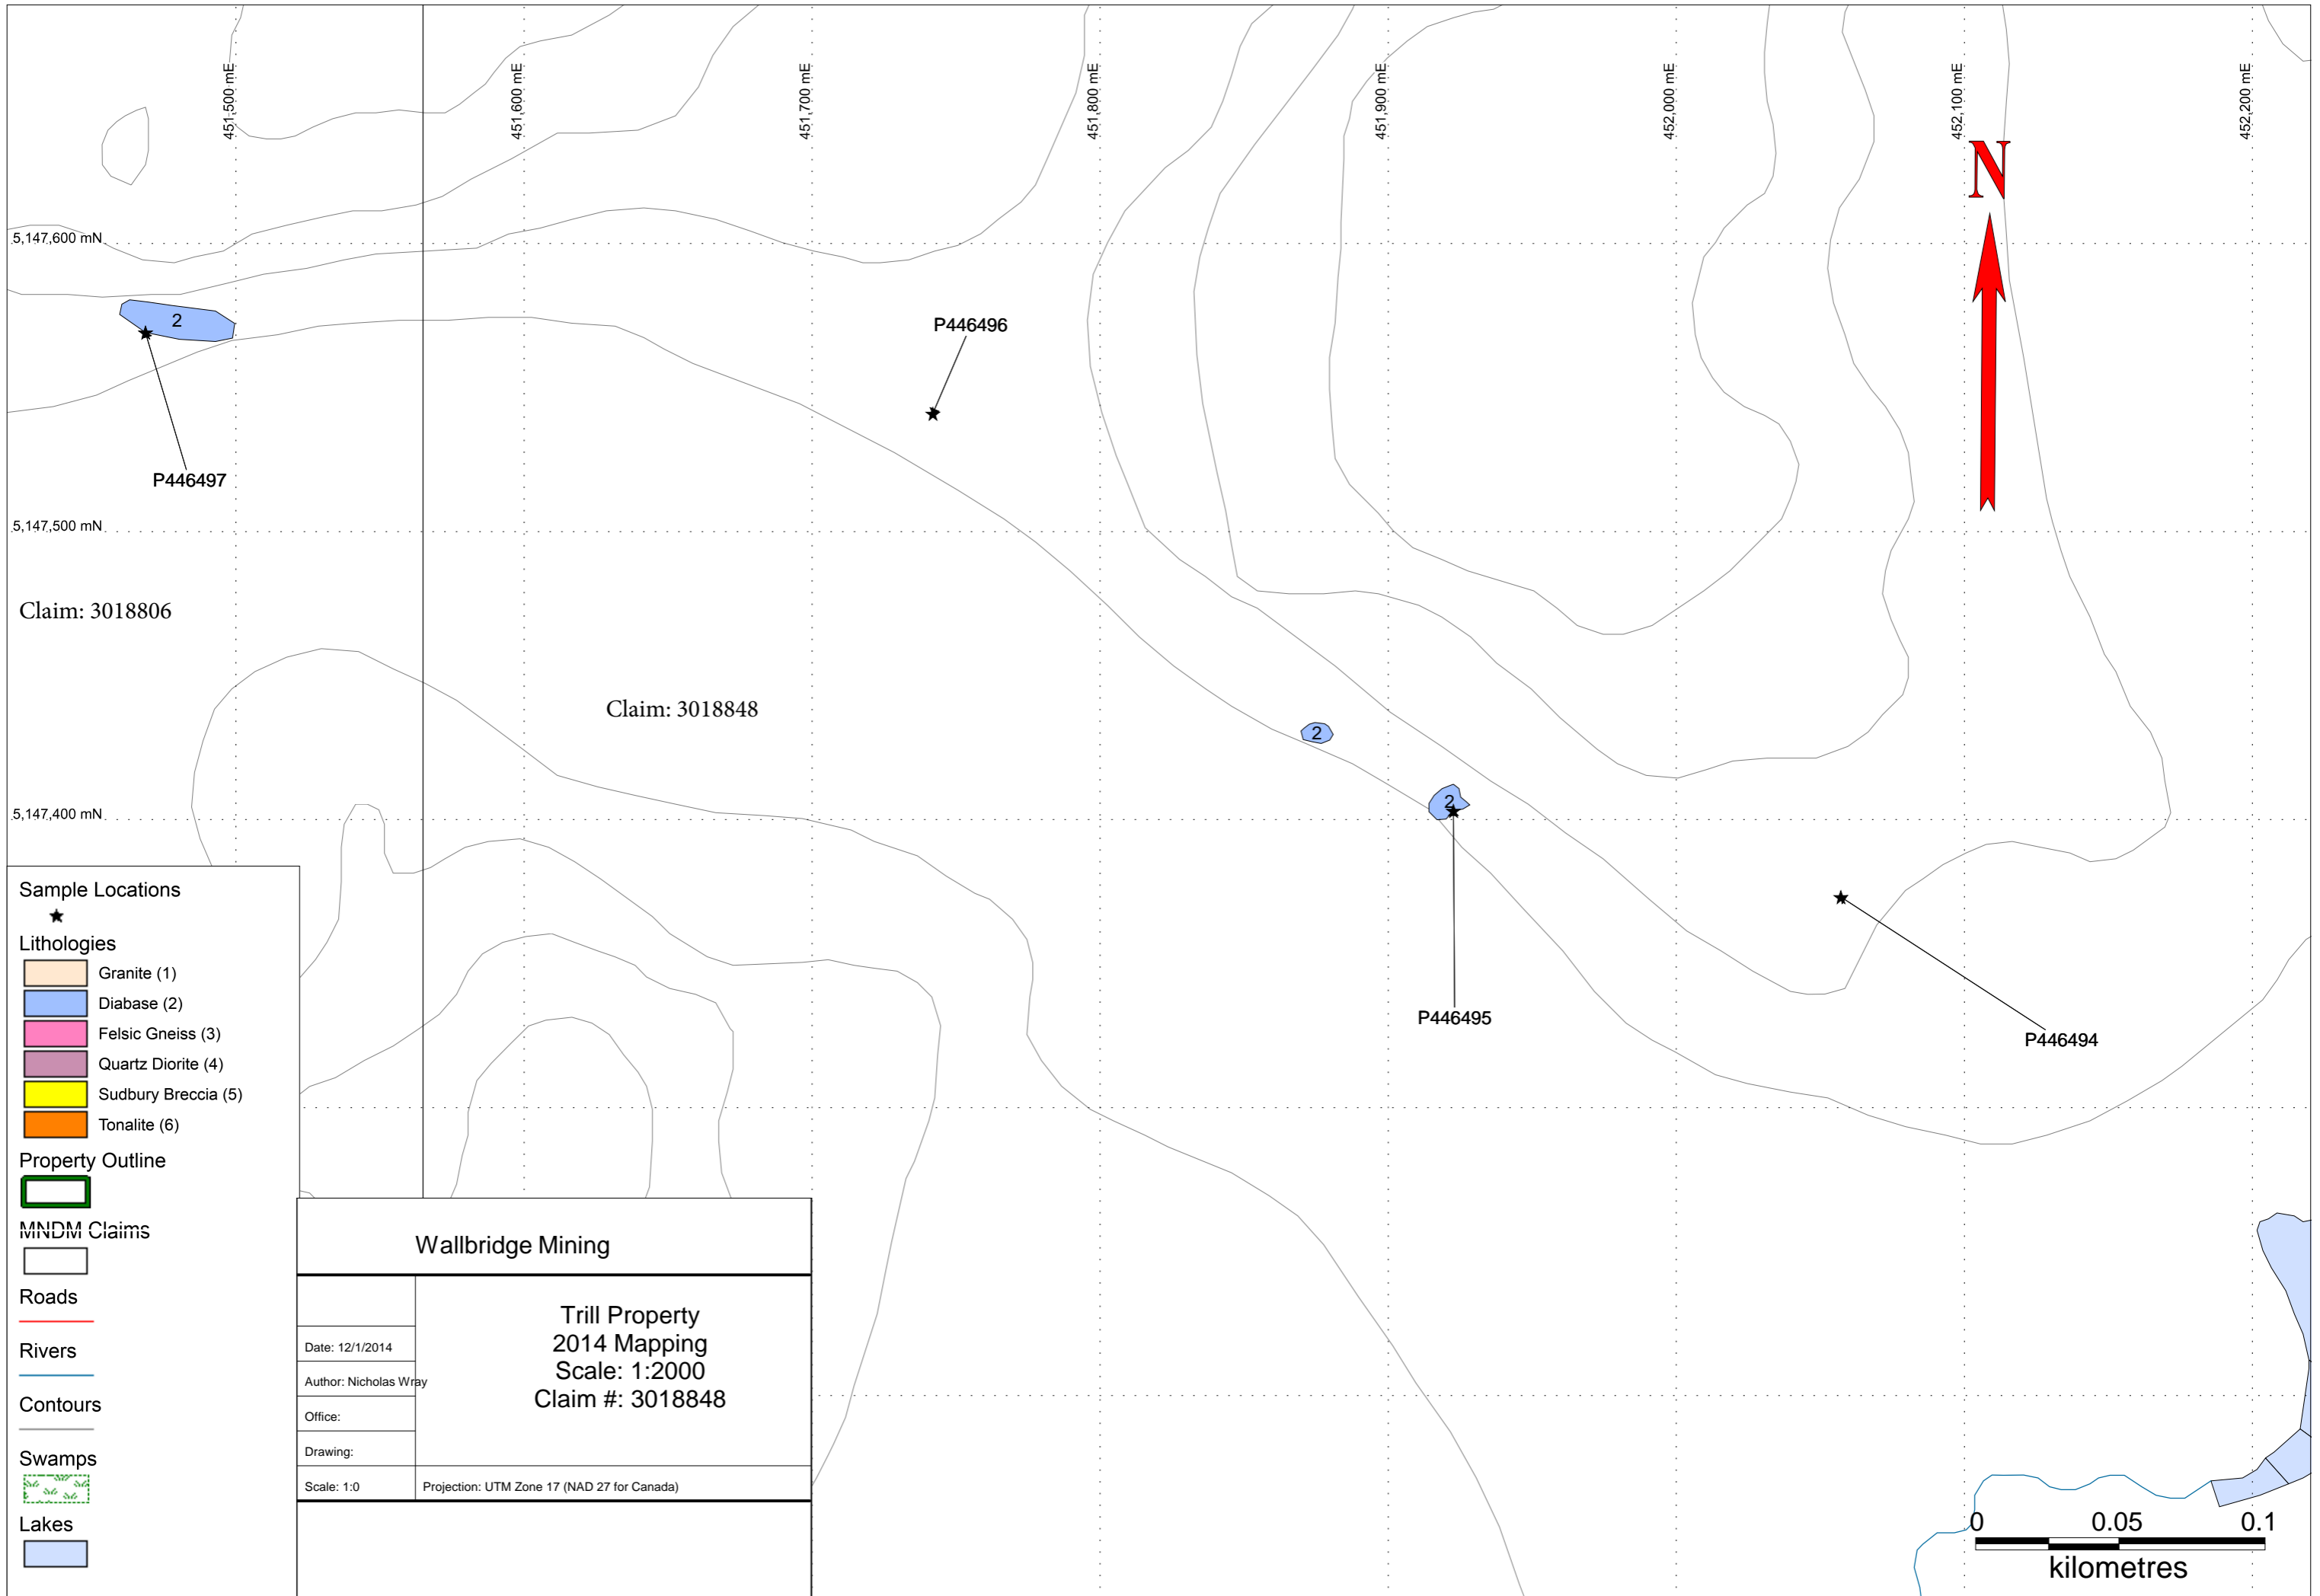 451,500 mE
451,600 mE
451,700 mE
451,800 mE
451,900 mE
452,000 mE
452,100 mE
452,200 mE
N
5,147,600 mN
2
P446496
P446497
5,147,500 mN
Claim: 3018806
Claim: 3018848
2
2
5,147,400 mN
P446495
P446494
Sample Locations
Lithologies
Granite (1)
Diabase (2)
Felsic Gneiss (3)
Quartz Diorite (4)
Sudbury Breccia (5)
Tonalite (6)
Property Outline
MNDM Claims
Roads
Rivers
Contours
Swamps
Lakes
Wallbridge Mining
Trill Property
2014 Mapping
Scale: 1:2000
Claim #: 3018848
Date: 12/1/2014
Author: Nicholas Wray
Office:
Drawing:
Scale: 1:0
Projection: UTM Zone 17 (NAD 27 for Canada)
0 0.05 0.1
kilometres